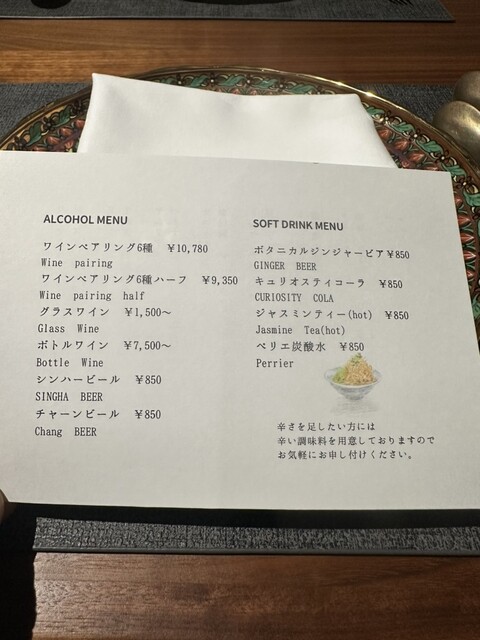 ALCOHOL MENU
ワインペアリング6種 ¥10,780
Wine pairing
ワインペアリング6種ハーフ ¥9,350
Wine pairing half
グラスワイン ¥1,500～
Glass Wine
ボトルワイン ¥7,500～
Bottle Wine
シンハービール ¥850
SINGHA BEER
チャーンビール ¥850
Chang BEER
SOFT DRINK MENU
ボタニカルジンジャービア¥850
GINGER BEER
キュリオスティコーラ ¥850
CURIOSITY COLA
ジャスミンティー(hot) ¥850
Jasmine Tea(hot)
ペリエ炭酸水 ¥850
Perrier
辛さを足したい方には
辛い調味料を用意しておりますので
お気軽にお申し付けください。